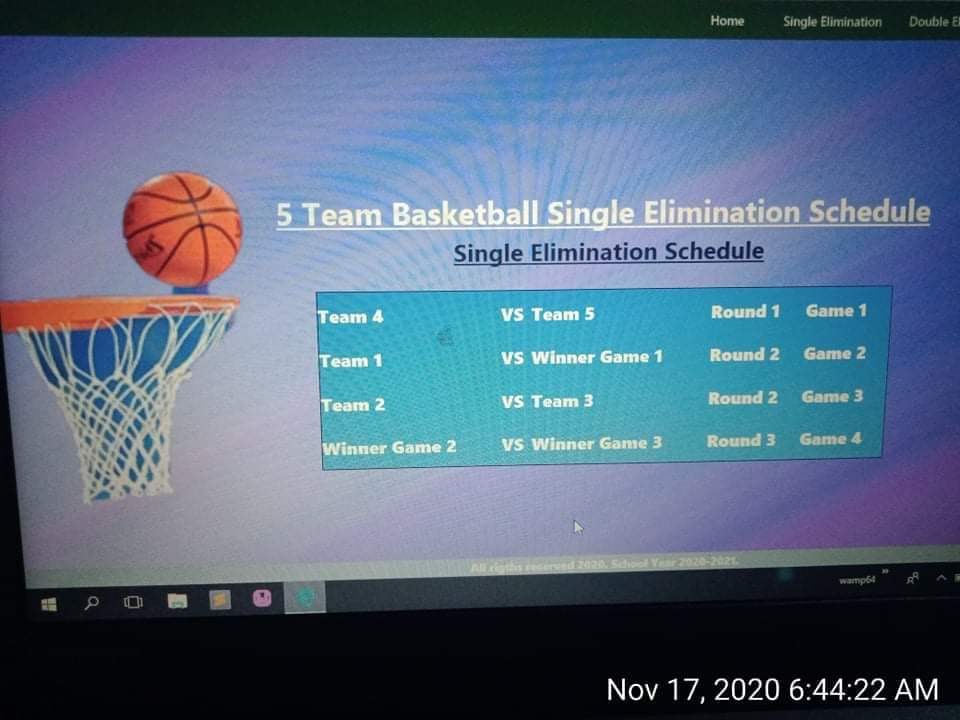 Home Single Elimination Double El
5 Team Basketball Single Elimination Schedule
Single Elimination Schedule
Team 4 VS Team 5 Round 1 Game 1
Team 1 VS Winner Game 1 Round 2 Game 2
Team 2 VS Team 3 Round 2 Game 3
Winner Game 2 VS Winner Game 3 Round 3 Game 4
All rigths reserved 2020. School Year 2020-2021.
wamp64
Nov 17, 2020 6:44:22 AM